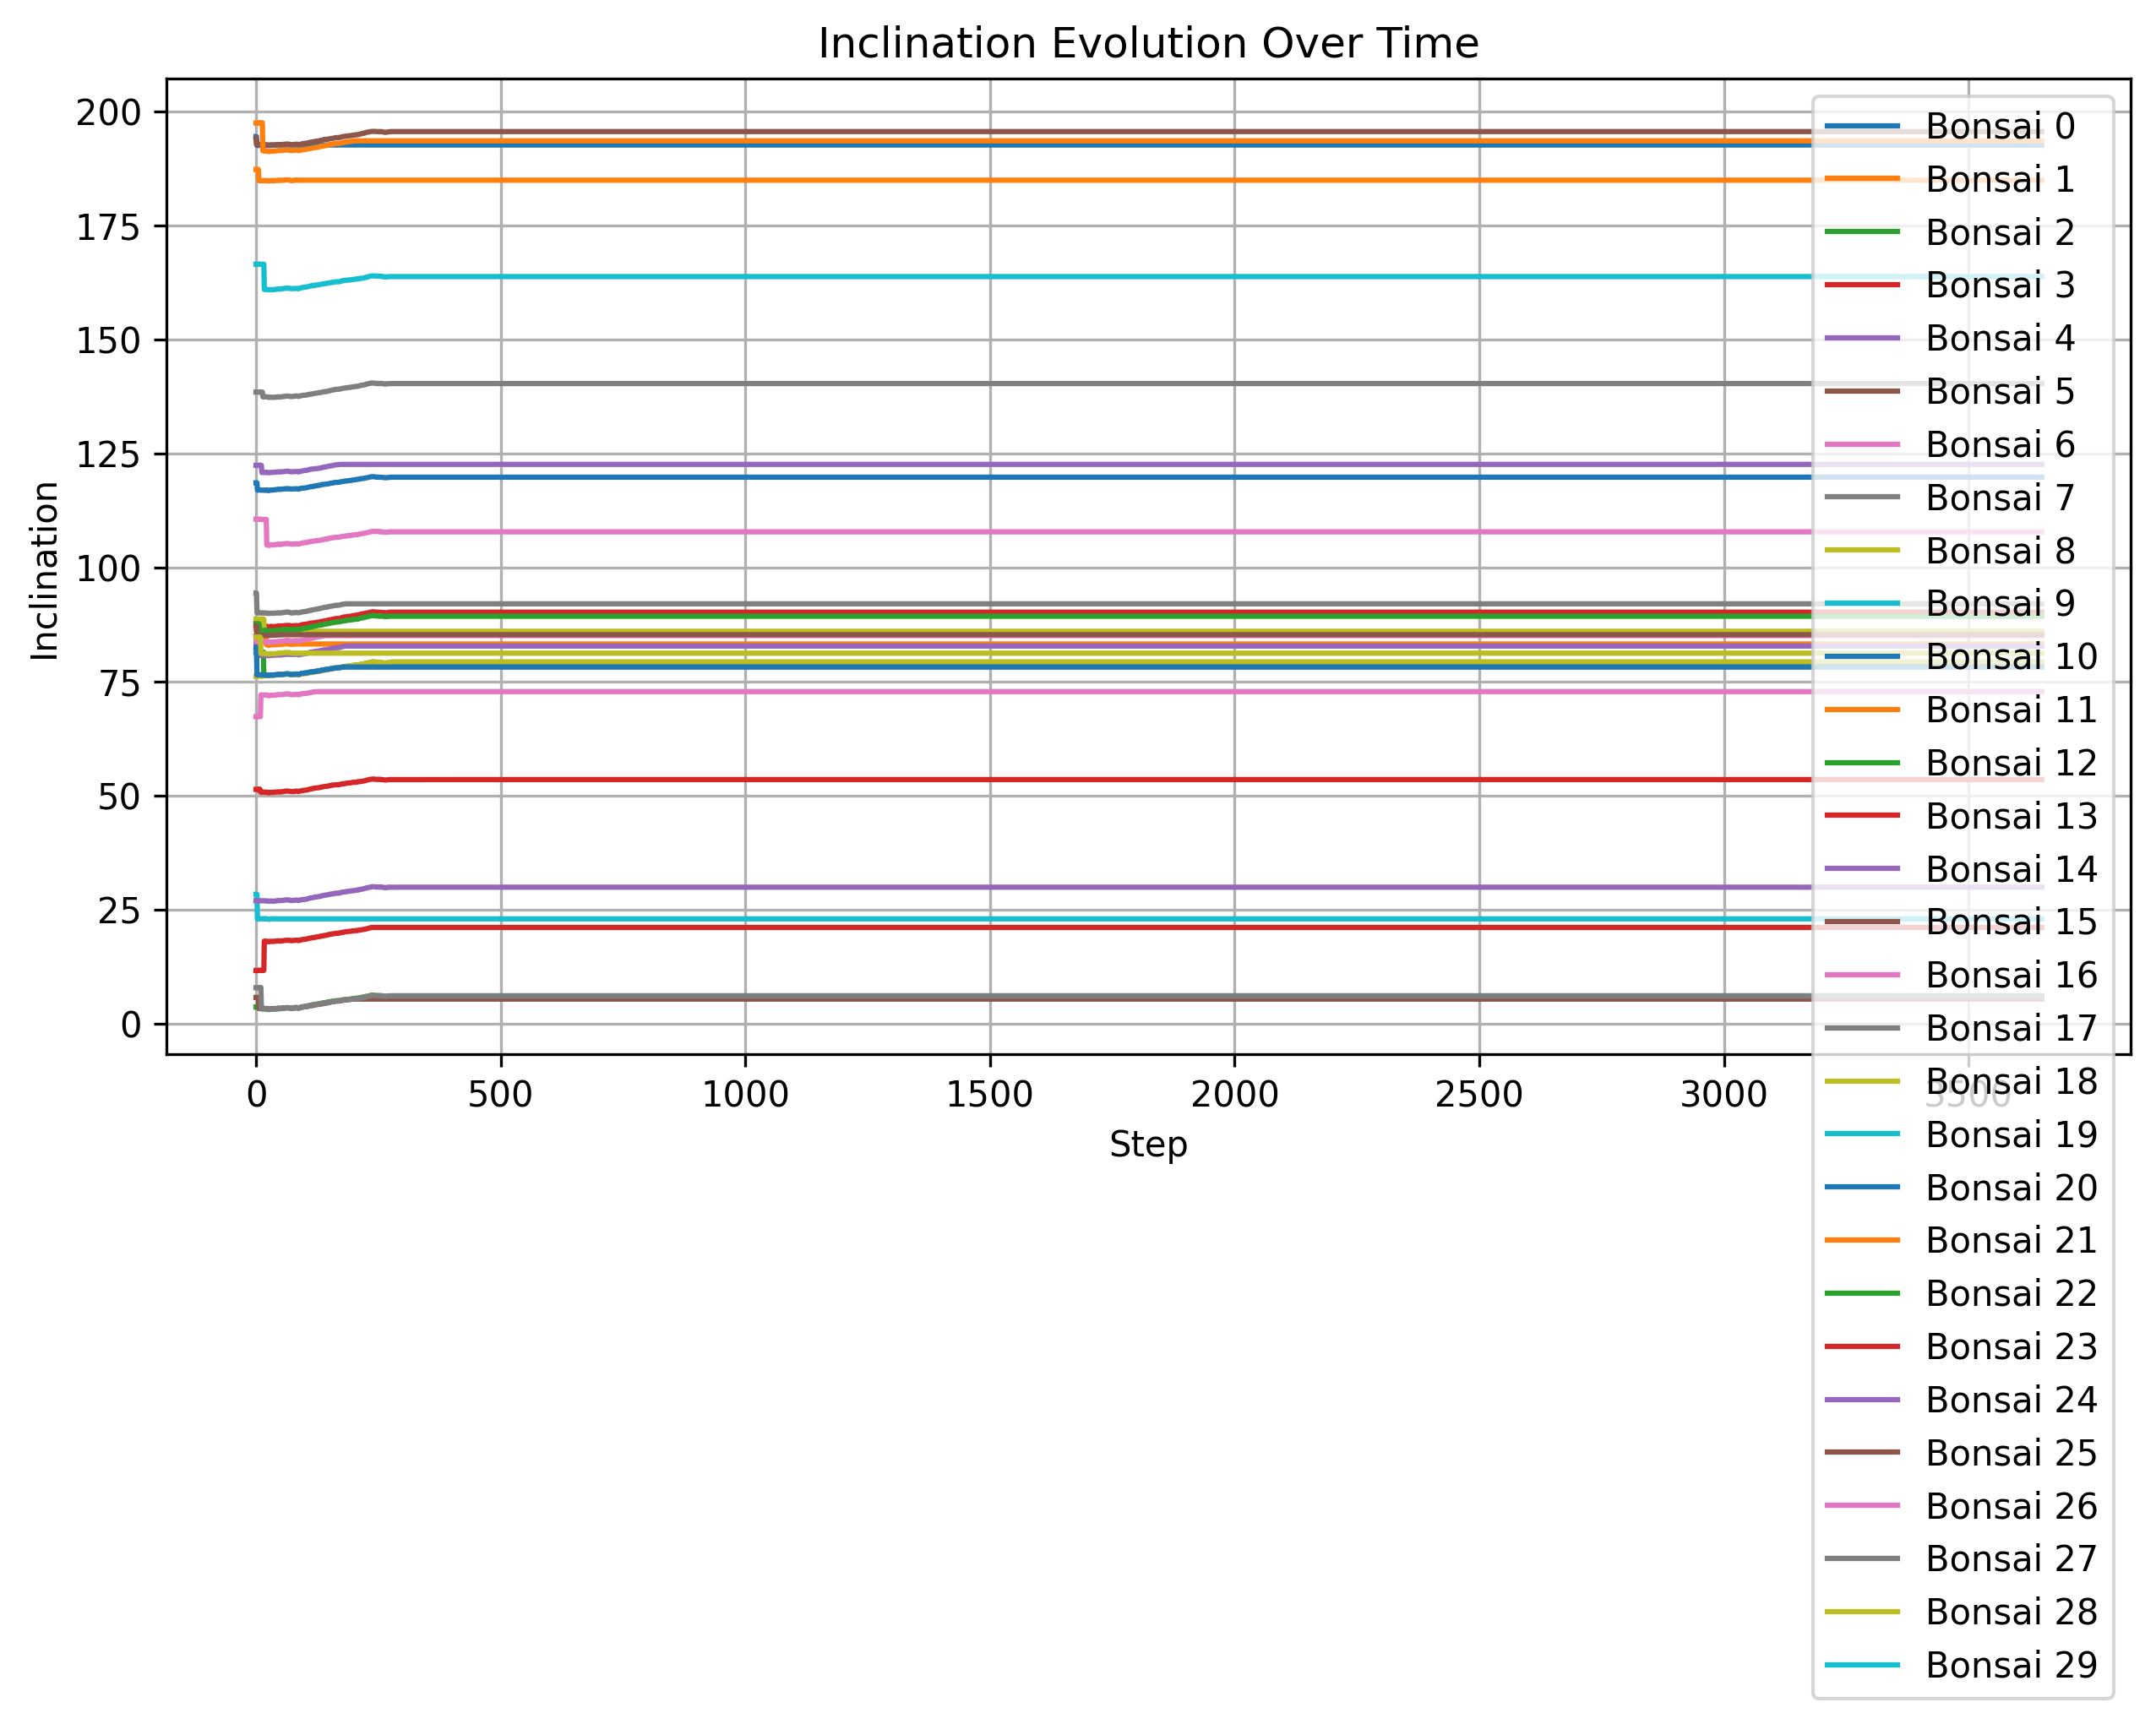 Inclination Evolution Over Time
Inclination
200
175
150
125
100
75
50
25
0
0 500 1000 1500 2000 2500 3000 3500
Step
Bonsai 0
Bonsai 1
Bonsai 2
Bonsai 3
Bonsai 4
Bonsai 5
Bonsai 6
Bonsai 7
Bonsai 8
Bonsai 9
Bonsai 10
Bonsai 11
Bonsai 12
Bonsai 13
Bonsai 14
Bonsai 15
Bonsai 16
Bonsai 17
Bonsai 18
Bonsai 19
Bonsai 20
Bonsai 21
Bonsai 22
Bonsai 23
Bonsai 24
Bonsai 25
Bonsai 26
Bonsai 27
Bonsai 28
Bonsai 29